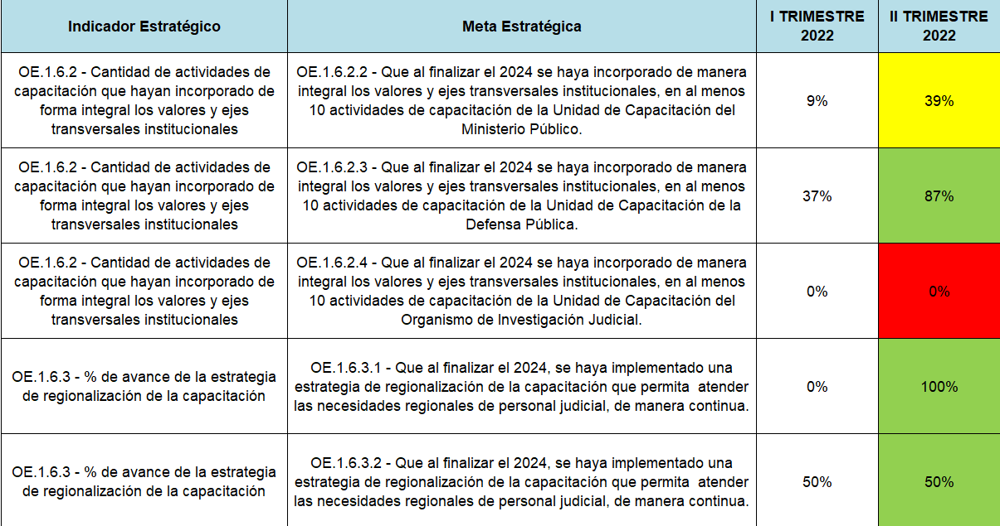 Indicador Estratégico
Meta Estratégica
I TRIMESTRE
2022
II TRIMESTRE
2022
OE.1.6.2 - Cantidad de actividades de
capacitación que hayan incorporado de
forma integral los valores y ejes
transversales institucionales
OE.1.6.2.2 - Que al finalizar el 2024 se haya incorporado de manera
integral los valores y ejes transversales institucionales, en al menos
10 actividades de capacitación de la Unidad de Capacitación del
Ministerio Público.
9%
39%
OE.1.6.2 - Cantidad de actividades de
capacitación que hayan incorporado de
forma integral los valores y ejes
transversales institucionales
OE.1.6.2.3 - Que al finalizar el 2024 se haya incorporado de manera
integral los valores y ejes transversales institucionales, en al menos
10 actividades de capacitación de la Unidad de Capacitación de la
Defensa Pública.
37%
87%
OE.1.6.2 - Cantidad de actividades de
capacitación que hayan incorporado de
forma integral los valores y ejes
transversales institucionales
OE.1.6.2.4 - Que al finalizar el 2024 se haya incorporado de manera
integral los valores y ejes transversales institucionales, en al menos
10 actividades de capacitación de la Unidad de Capacitación del
Organismo de Investigación Judicial.
0%
0%
OE.1.6.3 - % de avance de la estrategia
de regionalización de la capacitación
OE.1.6.3.1 - Que al finalizar el 2024, se haya implementado una
estrategia de regionalización de la capacitación que permita  atender
las necesidades regionales de personal judicial, de manera continua.
0%
100%
OE.1.6.3 - % de avance de la estrategia
de regionalización de la capacitación
OE.1.6.3.2 - Que al finalizar el 2024, se haya implementado una
estrategia de regionalización de la capacitación que permita  atender
las necesidades regionales de personal judicial, de manera continua.
50%
50%